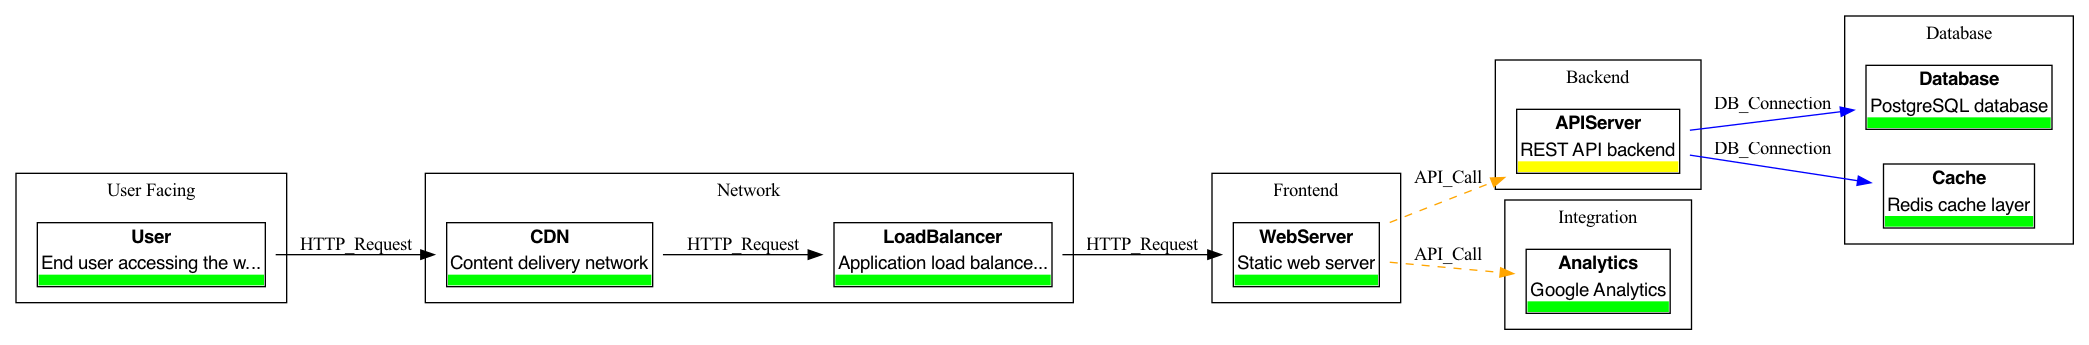 User Facing
User
End user accessing the w...
HTTP_Request
Network
CDN
Content delivery network
HTTP_Request
LoadBalancer
Application load balance...
HTTP_Request
Frontend
WebServer
Static web server
API_Call
API_Call
Backend
APIServer
REST API backend
Integration
Analytics
Google Analytics
DB_Connection
DB_Connection
Database
Database
PostgreSQL database
Cache
Redis cache layer